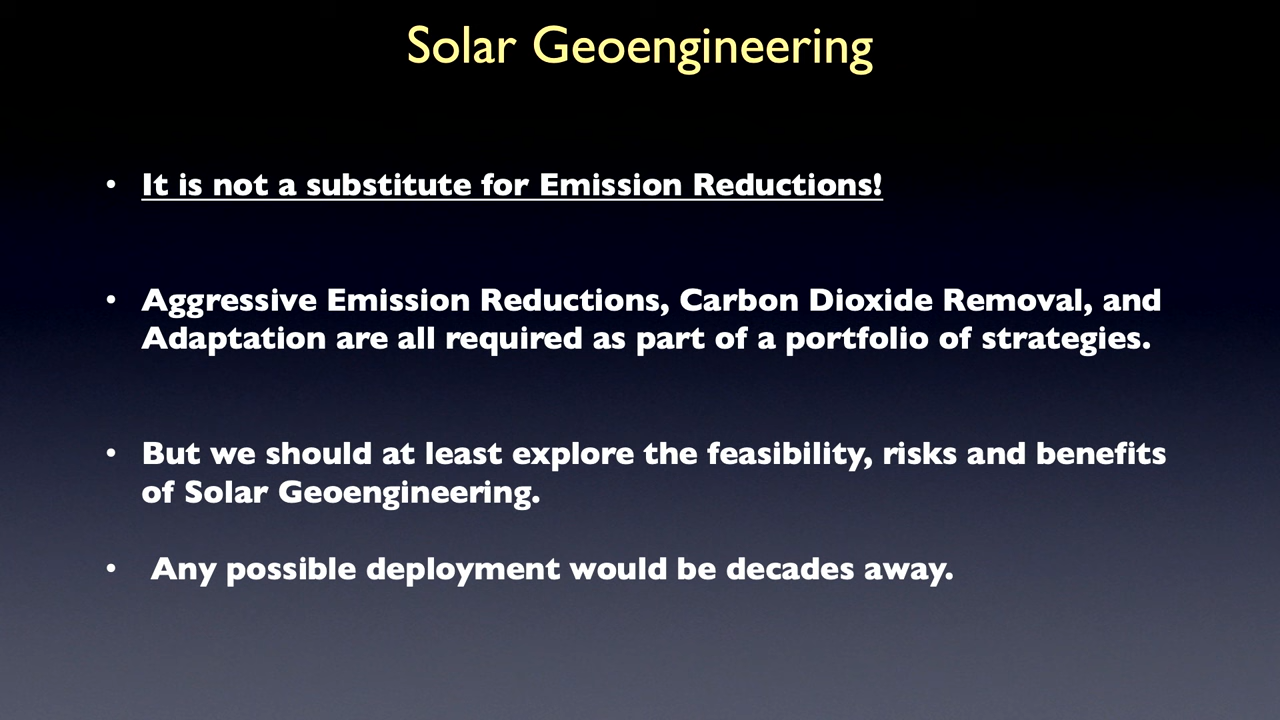 Solar Geoengineering
• It is not a substitute for Emission Reductions!
• Aggressive Emission Reductions, Carbon Dioxide Removal, and
Adaptation are all required as part of a portfolio of strategies.
• But we should at least explore the feasibility, risks and benefits
of Solar Geoengineering.
• Any possible deployment would be decades away.